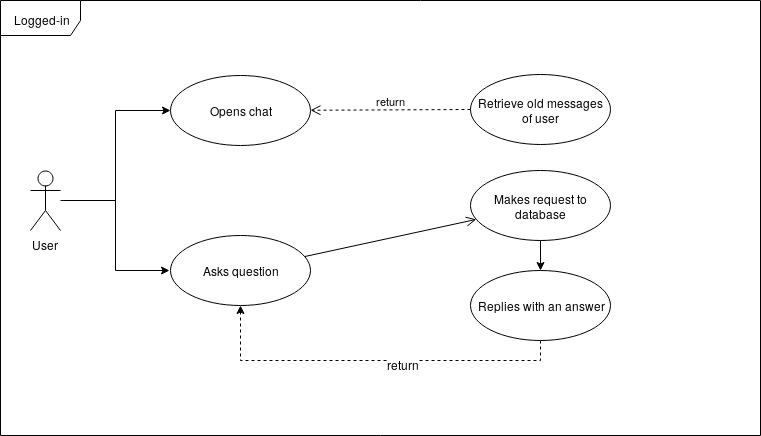 Logged-in
Opens chat
return
Retrieve old messages
of user
User
Makes request to
database
Asks question
Replies with an answer
return